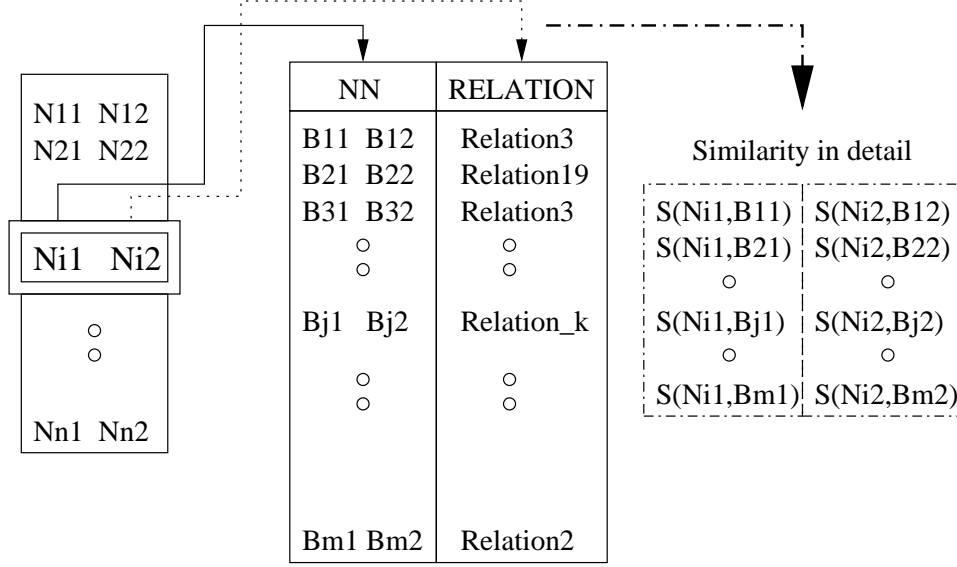 N11 N12
N21 N22
Ni1 Ni2
Nn1 Nn2
NN RELATION
B11 B12 Relation3
B21 B22 Relation19
B31 B32 Relation3
Bj1 Bj2 Relation_k
Bm1 Bm2 Relation2
Similarity in detail
S(Ni1,B11) S(Ni2,B12)
S(Ni1,B21) S(Ni2,B22)
S(Ni1,Bj1) S(Ni2,Bj2)
S(Ni1,Bm1) S(Ni2,Bm2)